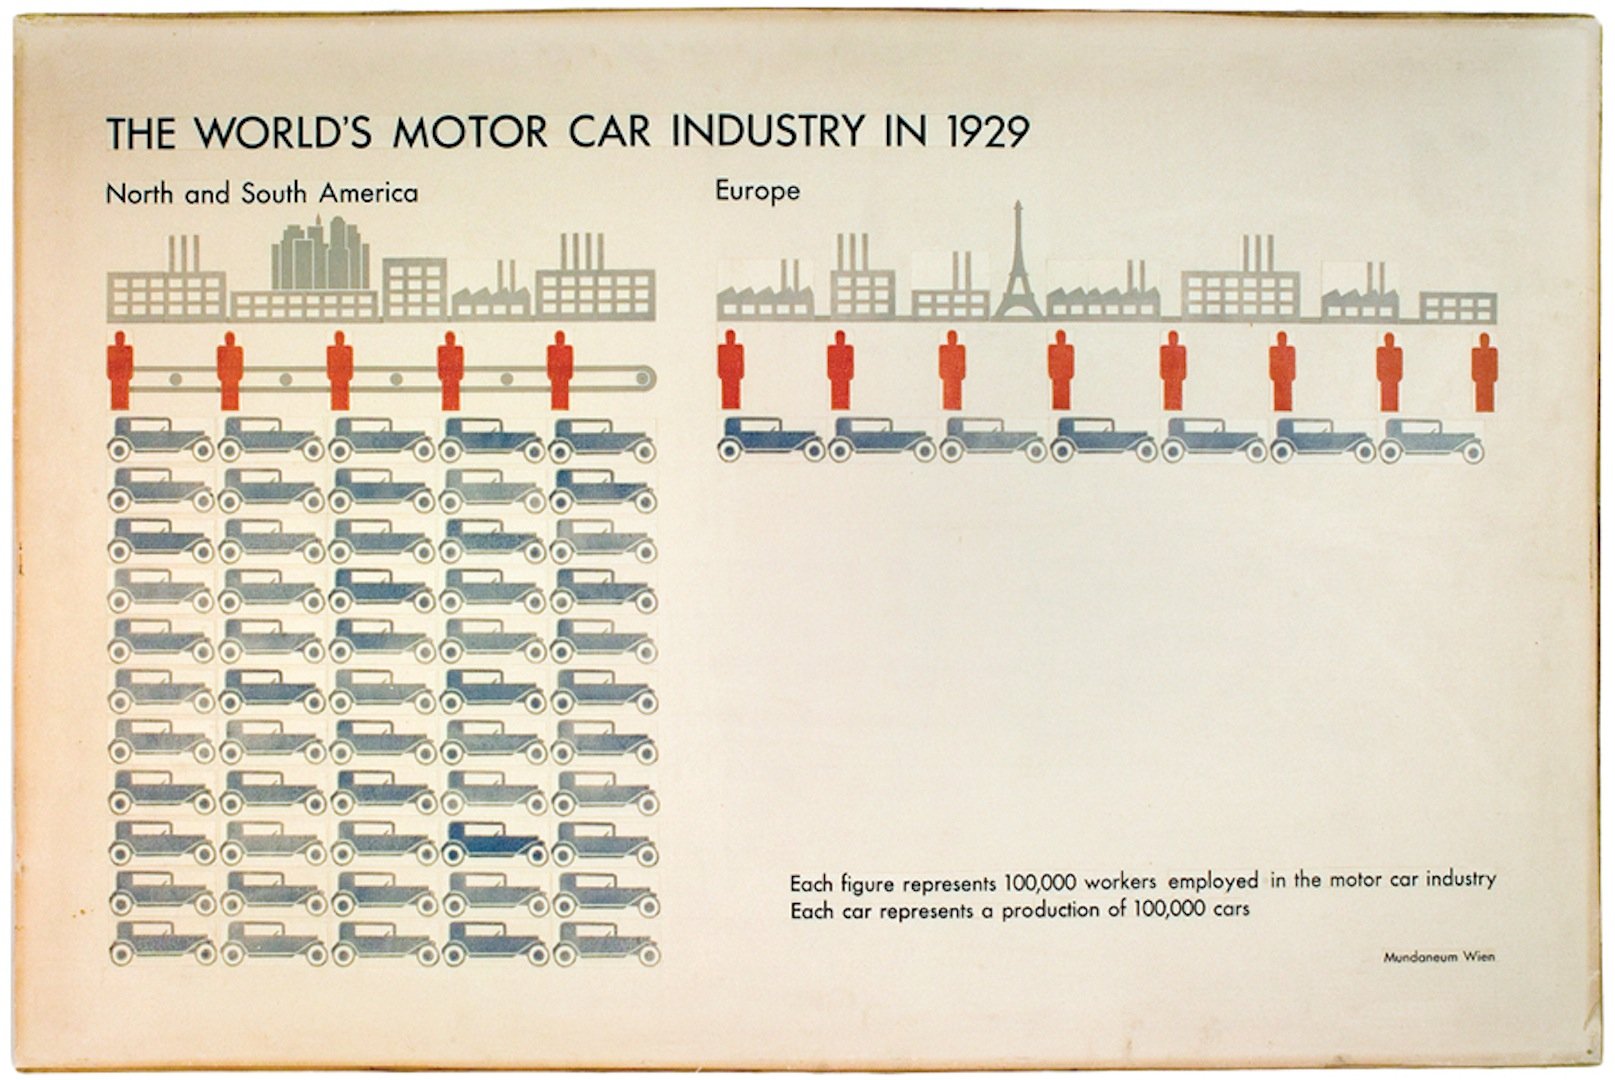 THE WORLD'S MOTOR CAR INDUSTRY IN 1929
North and South America
Europe
Each figure represents 100,000 workers employed in the motor car industry
Each car represents a production of 100,000 cars
Mundaneum Wien